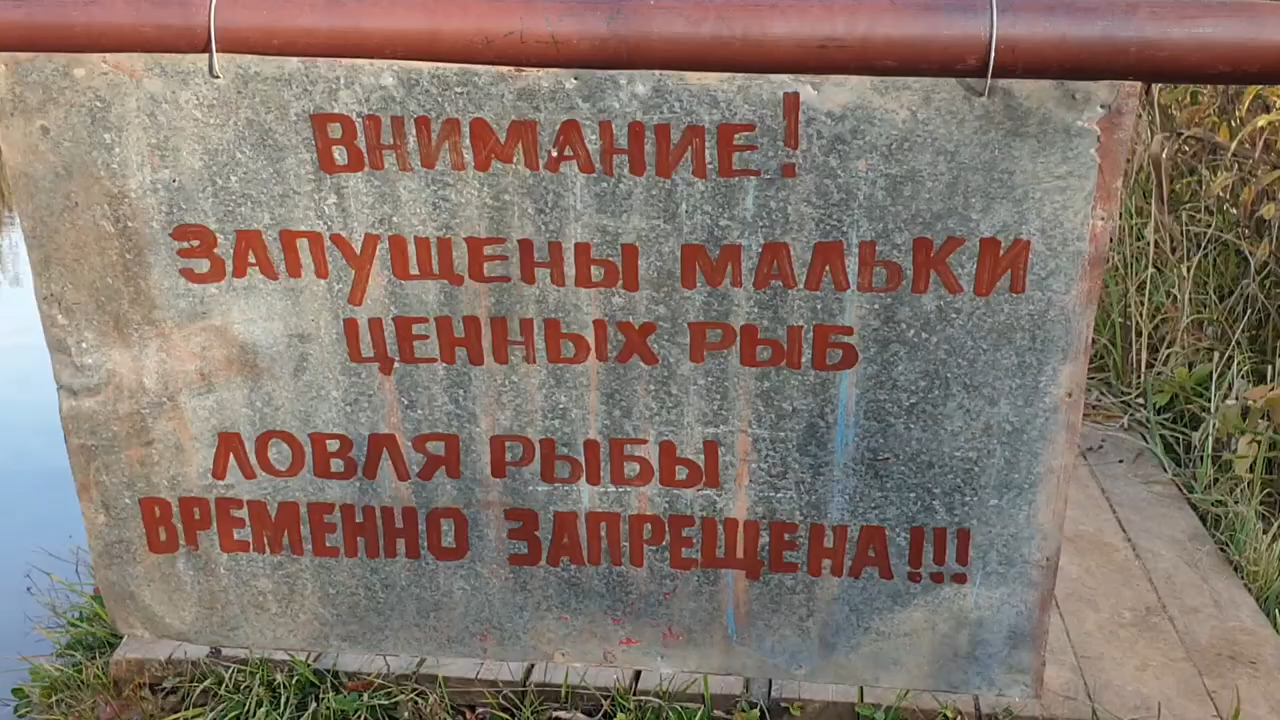 ВНИМАНИЕ!
ЗАПУЩЕНЫ МАЛЬКИ
ЦЕННЫХ РЫБ
ЛОВЛЯ РЫБЫ
ВРЕМЕННО ЗАПРЕЩЕНА!!!